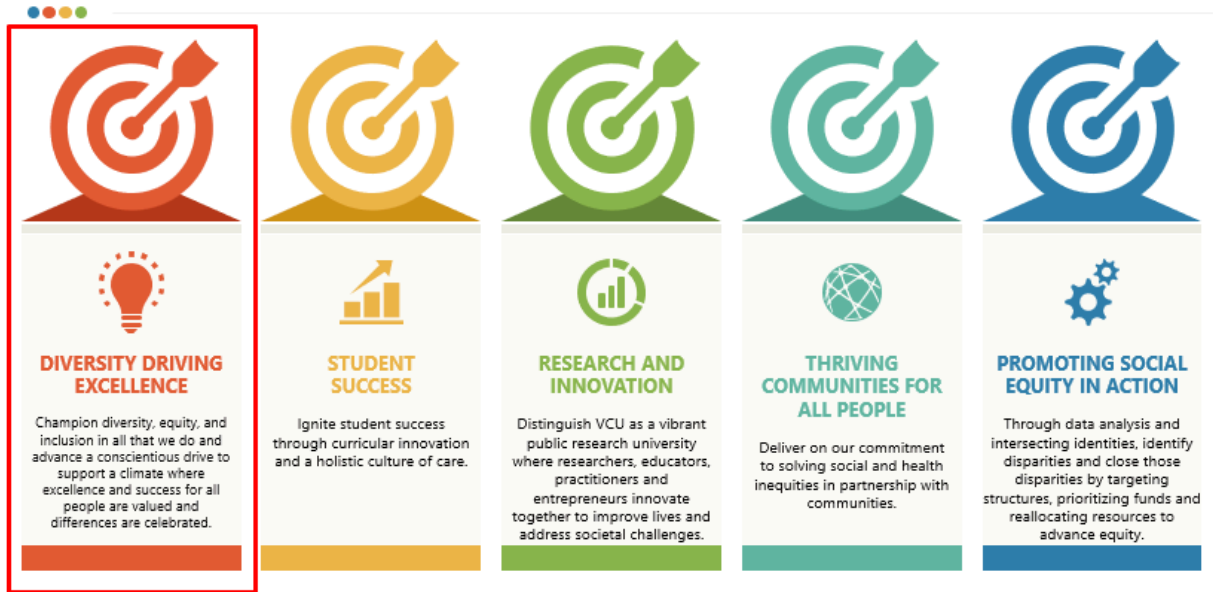 DIVERSITY DRIVING
EXCELLENCE
Champion diversity, equity, and
inclusion in all that we do and
advance a conscientious drive to
support a climate where
excellence and success for all
people are valued and
differences are celebrated.
STUDENT
SUCCESS
Ignite student success
through curricular innovation
and a holistic culture of care.
RESEARCH AND
INNOVATION
Distinguish VCU as a vibrant
public research university
where researchers, educators,
practitioners and
entrepreneurs innovate
together to improve lives and
address societal challenges.
THRIVING
COMMUNITIES FOR
ALL PEOPLE
Deliver on our commitment
to solving social and health
inequities in partnership with
communities.
PROMOTING SOCIAL
EQUITY IN ACTION
Through data analysis and
intersecting identities, identify
disparities and close those
disparities by targeting
structures, prioritizing funds and
reallocating resources to
advance equity.